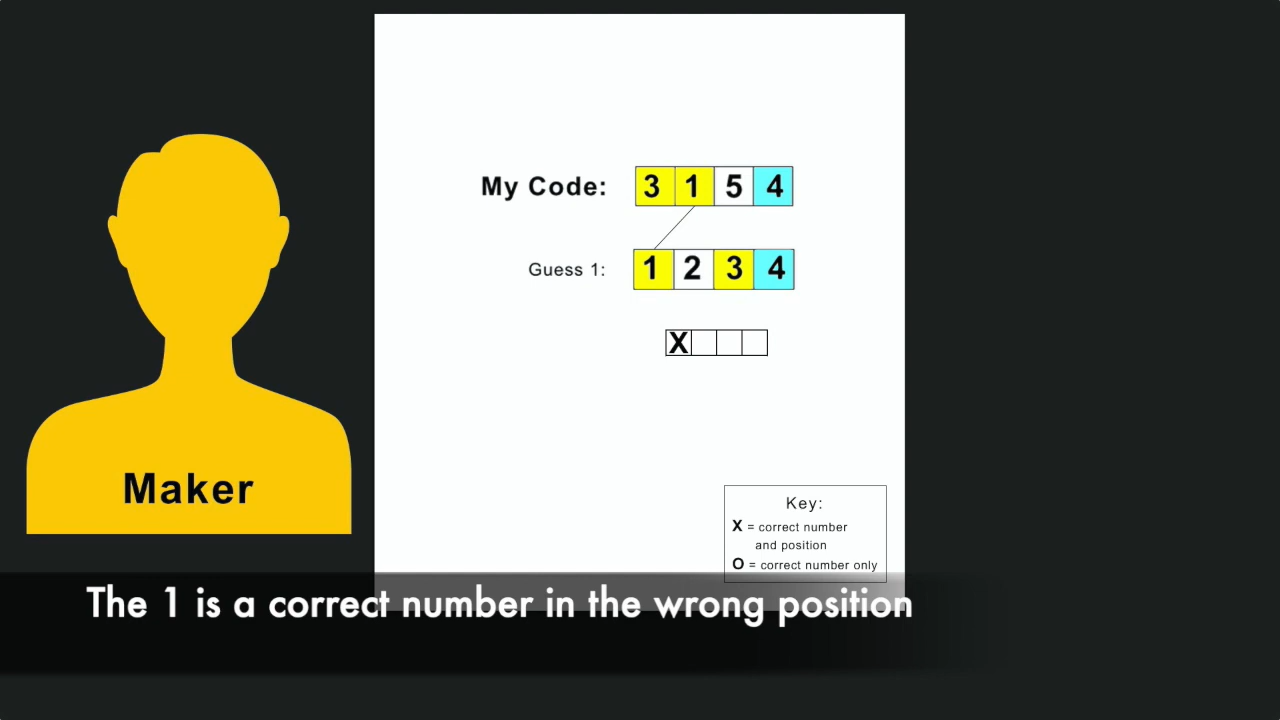 My Code: 3 1 5 4
Guess 1: 1 2 3 4
X
Key:
X = correct number
and position
O = correct number only
Maker
The 1 is a correct number in the wrong position